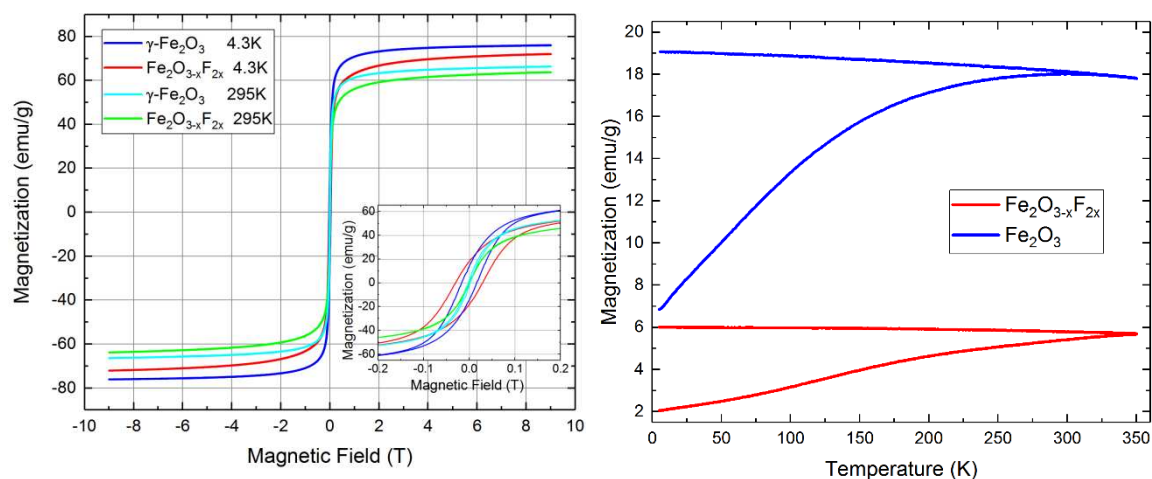 Magnetization (emu/g)
80
60
40
20
0
-20
-40
-60
-80
-10 -8 -6 -4 -2 0 2 4 6 8 10
Magnetic Field (T)
γ-Fe2O3 4.3K
Fe2O3-xF2x 4.3K
γ-Fe2O3 295K
Fe2O3-xF2x 295K
Magnetization (emu/g)
60
40
20
0
-20
-40
-60
-0.2 -0.1 0.0 0.1 0.2
Magnetic Field (T)
Magnetization (emu/g)
20
18
16
14
12
10
8
6
4
2
0 50 100 150 200 250 300 350
Temperature (K)
Fe2O3-xF2x
Fe2O3